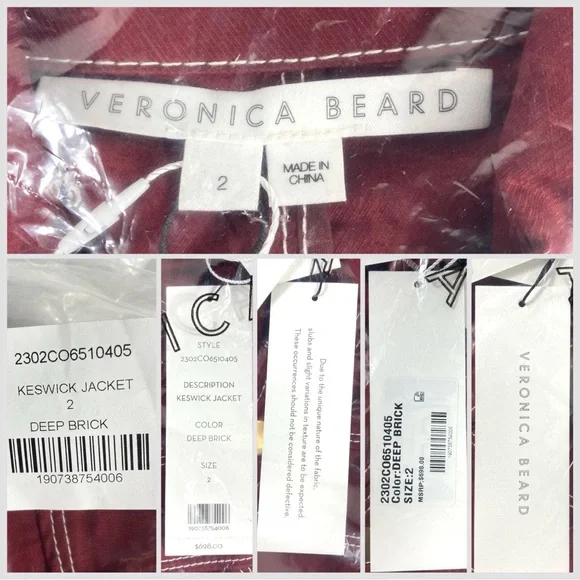 VERONICA BEARD
2
MADE IN
CHINA
2302CO6510405
KESWICK JACKET
2
DEEP BRICK
190738754006
STYLE
2302CO6510405
DESCRIPTION
KESWICK JACKET
COLOR
DEEP BRICK
SIZE
2
190738754006
$698.00
Due to the unique nature of the fabric,
slubs and slight variations in texture are to be expected.
These occurrences should not be considered defective.
2302CO6510405
Color:DEEP BRICK
SIZE:2
MSRP:$698.00
VERONICA BEARD